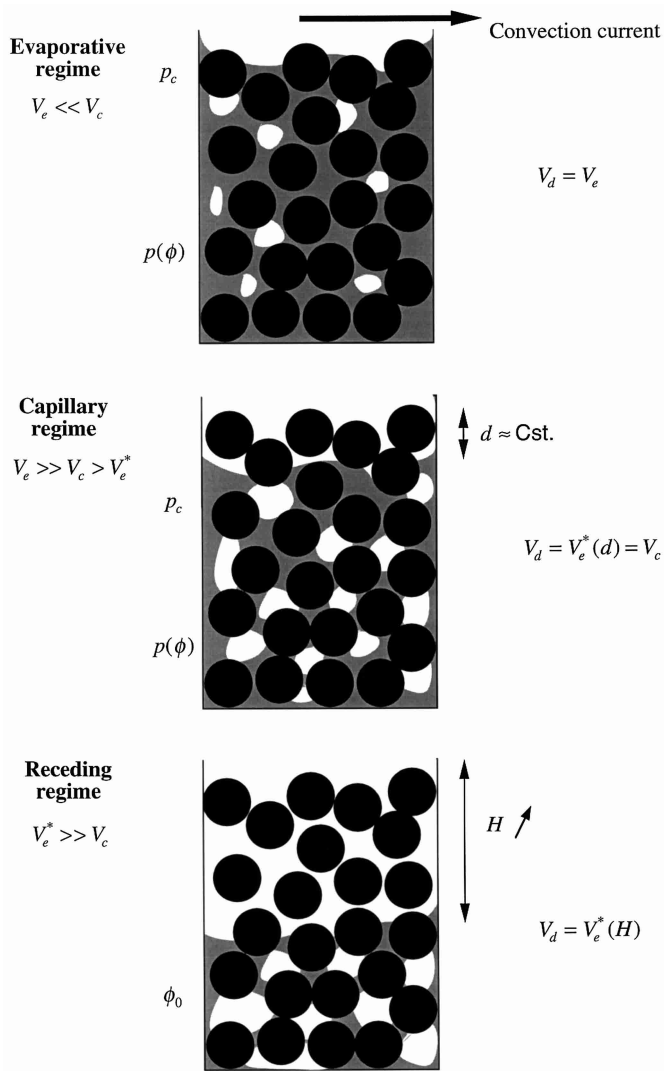 Convection current
Evaporative
regime
p_c
V_e << V_c
V_d = V_e
p(ϕ)
Capillary
regime
d ≈ Cst.
V_e >> V_c > V_e^*
p_c
V_d = V_e^*(d) = V_c
p(ϕ)
Receding
regime
H
V_e^* >> V_c
V_d = V_e^*(H)
ϕ_0